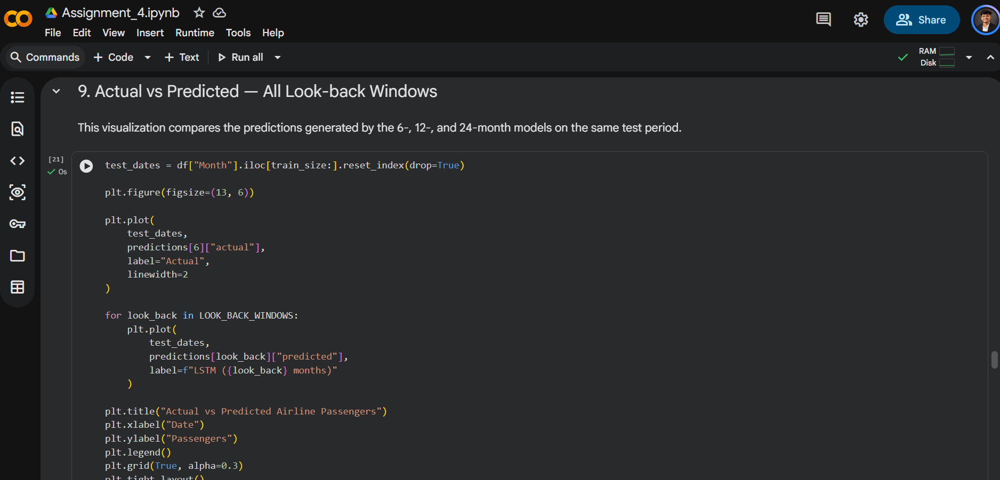 Assignment_4.ipynb
File Edit View Insert Runtime Tools Help
Share
Commands + Code + Text Run all
RAM
Disk
9. Actual vs Predicted — All Look-back Windows
This visualization compares the predictions generated by the 6-, 12-, and 24-month models on the same test period.
[21]
0s
test_dates = df["Month"].iloc[train_size:].reset_index(drop=True)
plt.figure(figsize=(13, 6))
plt.plot(
    test_dates,
    predictions[6]["actual"],
    label="Actual",
    linewidth=2
)
for look_back in LOOK_BACK_WINDOWS:
    plt.plot(
        test_dates,
        predictions[look_back]["predicted"],
        label=f"LSTM ({look_back} months)"
    )
plt.title("Actual vs Predicted Airline Passengers")
plt.xlabel("Date")
plt.ylabel("Passengers")
plt.legend()
plt.grid(True, alpha=0.3)
plt.tight_layout()